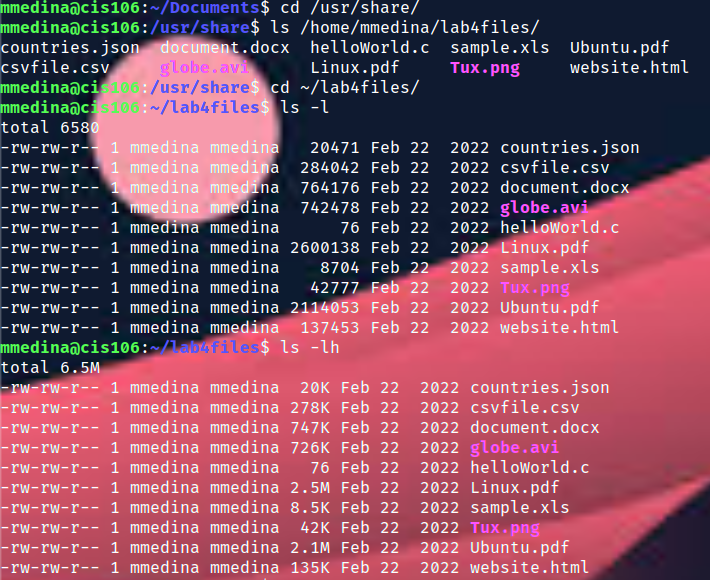 mmedina@cis106:~/Documents$ cd /usr/share/
mmedina@cis106:/usr/share$ ls /home/mmedina/lab4files/
countries.json  document.docx  helloWorld.c  sample.xls  Ubuntu.pdf
csvfile.csv     globe.avi      Linux.pdf     Tux.png     website.html
mmedina@cis106:/usr/share$ cd ~/lab4files/
mmedina@cis106:~/lab4files$ ls -l
total 6580
-rw-rw-r-- 1 mmedina mmedina   20471 Feb 22  2022 countries.json
-rw-rw-r-- 1 mmedina mmedina  284042 Feb 22  2022 csvfile.csv
-rw-rw-r-- 1 mmedina mmedina  764176 Feb 22  2022 document.docx
-rw-rw-r-- 1 mmedina mmedina  742478 Feb 22  2022 globe.avi
-rw-rw-r-- 1 mmedina mmedina      76 Feb 22  2022 helloWorld.c
-rw-rw-r-- 1 mmedina mmedina 2600138 Feb 22  2022 Linux.pdf
-rw-rw-r-- 1 mmedina mmedina    8704 Feb 22  2022 sample.xls
-rw-rw-r-- 1 mmedina mmedina   42777 Feb 22  2022 Tux.png
-rw-rw-r-- 1 mmedina mmedina 2114053 Feb 22  2022 Ubuntu.pdf
-rw-rw-r-- 1 mmedina mmedina  137453 Feb 22  2022 website.html
mmedina@cis106:~/lab4files$ ls -lh
total 6.5M
-rw-rw-r-- 1 mmedina mmedina  20K Feb 22  2022 countries.json
-rw-rw-r-- 1 mmedina mmedina 278K Feb 22  2022 csvfile.csv
-rw-rw-r-- 1 mmedina mmedina 747K Feb 22  2022 document.docx
-rw-rw-r-- 1 mmedina mmedina 726K Feb 22  2022 globe.avi
-rw-rw-r-- 1 mmedina mmedina   76 Feb 22  2022 helloWorld.c
-rw-rw-r-- 1 mmedina mmedina 2.5M Feb 22  2022 Linux.pdf
-rw-rw-r-- 1 mmedina mmedina 8.5K Feb 22  2022 sample.xls
-rw-rw-r-- 1 mmedina mmedina  42K Feb 22  2022 Tux.png
-rw-rw-r-- 1 mmedina mmedina 2.1M Feb 22  2022 Ubuntu.pdf
-rw-rw-r-- 1 mmedina mmedina 135K Feb 22  2022 website.html